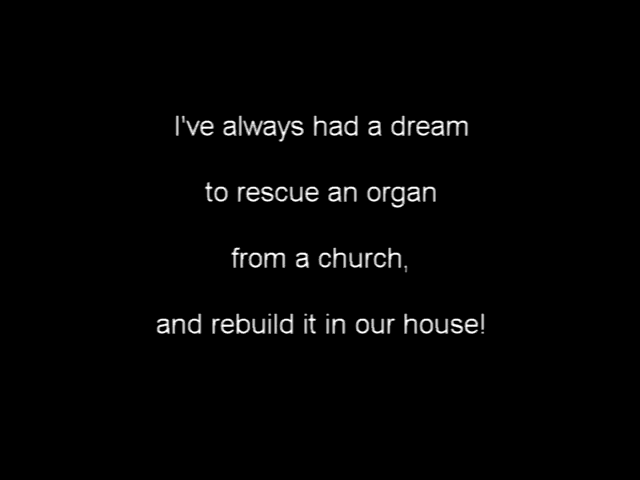 I've always had a dream
to rescue an organ
from a church,
and rebuild it in our house!